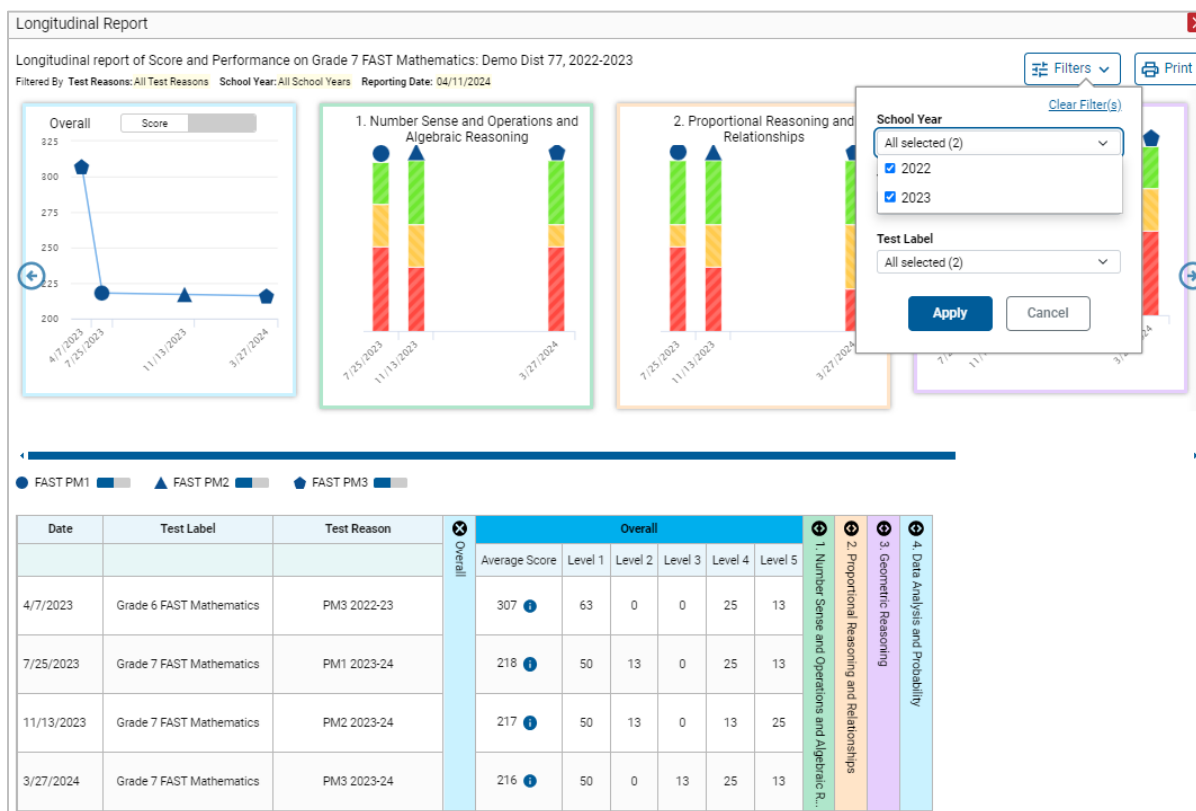 Longitudinal Report
Longitudinal report of Score and Performance on Grade 7 FAST Mathematics: Demo Dist 77, 2022-2023
Filtered By Test Reasons: All Test Reasons School Year: All School Years Reporting Date: 04/11/2024
Filters
Print
Clear Filter(s)
School Year
All selected (2)
2022
2023
Test Label
All selected (2)
Apply
Cancel
Overall
Score
325
300
275
250
225
200
4/7/2023
7/25/2023
11/13/2023
3/27/2024
1. Number Sense and Operations and
Algebraic Reasoning
7/25/2023
11/13/2023
3/27/2024
2. Proportional Reasoning and
Relationships
7/25/2023
11/13/2023
FAST PM1 FAST PM2 FAST PM3
Date Test Label Test Reason Overall Overall
Average Score Level 1 Level 2 Level 3 Level 4 Level 5
4/7/2023 Grade 6 FAST Mathematics PM3 2022-23 307 63 0 0 25 13
7/25/2023 Grade 7 FAST Mathematics PM1 2023-24 218 50 13 0 25 13
11/13/2023 Grade 7 FAST Mathematics PM2 2023-24 217 50 13 0 13 25
3/27/2024 Grade 7 FAST Mathematics PM3 2023-24 216 50 0 13 25 13
1. Number Sense and Operations and Algebraic R...
2. Proportional Reasoning and Relationships
3. Geometric Reasoning
4. Data Analysis and Probability